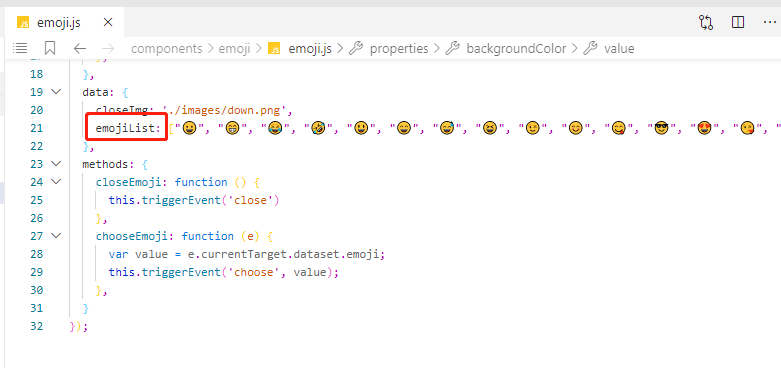 JS emoji.js
components > emoji > JS emoji.js > properties > backgroundColor > value
18 },
19 data: {
20 closeImg: './images/down.png',
21 emojiList: ["😀", "😁", "😂", "🤣", "😃", "😄", "😅", "😆", "😉", "😊", "😋", "😎", "😍", "😘", "
22 },
23 methods: {
24 closeEmoji: function () {
25 this.triggerEvent('close')
26 },
27 chooseEmoji: function (e) {
28 var value = e.currentTarget.dataset.emoji;
29 this.triggerEvent('choose', value);
30 },
31 }
32 });